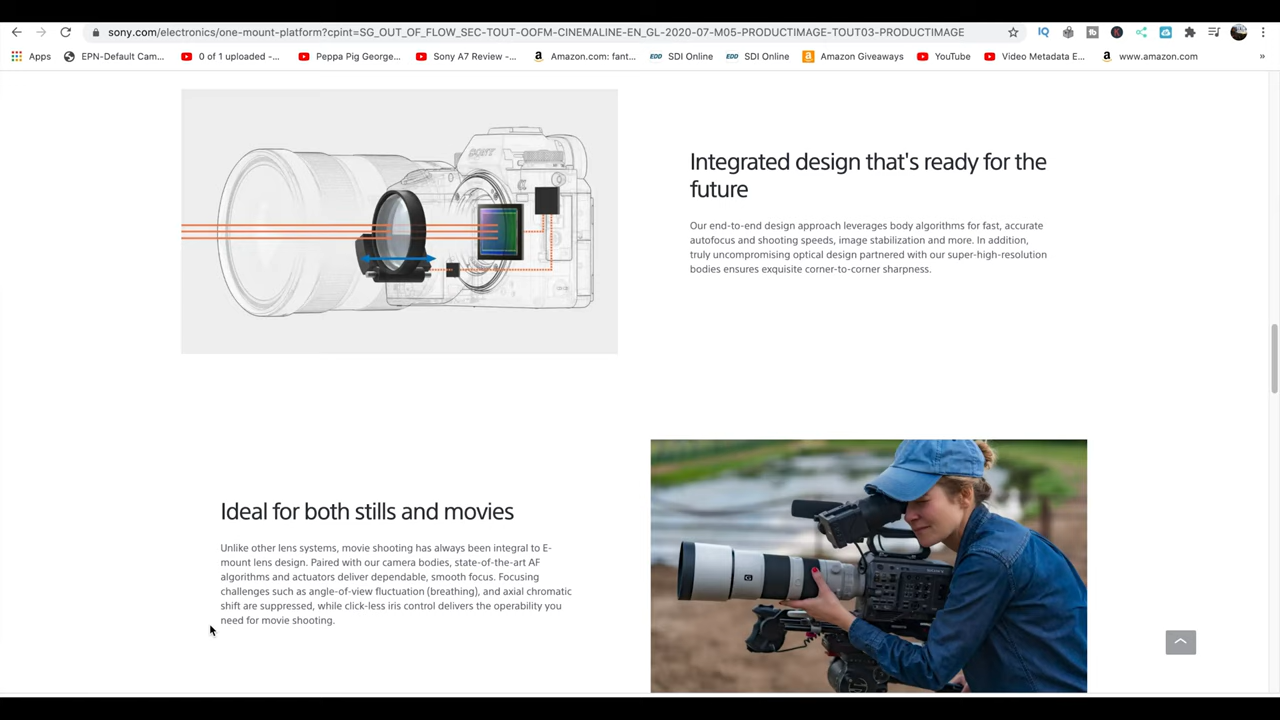 sony.com/electronics/one-mount-platform?cpint=SG_OUT_OF_FLOW_SEC-TOUT-OOFM-CINEMALINE-EN_GL-2020-07-M05-PRODUCTIMAGE-TOUT03-PRODUCTIMAGE
Apps EPN-Default Cam... 0 of 1 uploaded -... Peppa Pig George... Sony A7 Review -... Amazon.com: fant... SDI Online SDI Online Amazon Giveaways YouTube Video Metadata E... www.amazon.com »
SONY
Integrated design that's ready for the
future
Our end-to-end design approach leverages body algorithms for fast, accurate
autofocus and shooting speeds, image stabilization and more. In addition,
truly uncompromising optical design partnered with our super-high-resolution
bodies ensures exquisite corner-to-corner sharpness.
Ideal for both stills and movies
Unlike other lens systems, movie shooting has always been integral to E-
mount lens design. Paired with our camera bodies, state-of-the-art AF
algorithms and actuators deliver dependable, smooth focus. Focusing
challenges such as angle-of-view fluctuation (breathing), and axial chromatic
shift are suppressed, while click-less iris control delivers the operability you
need for movie shooting.
G